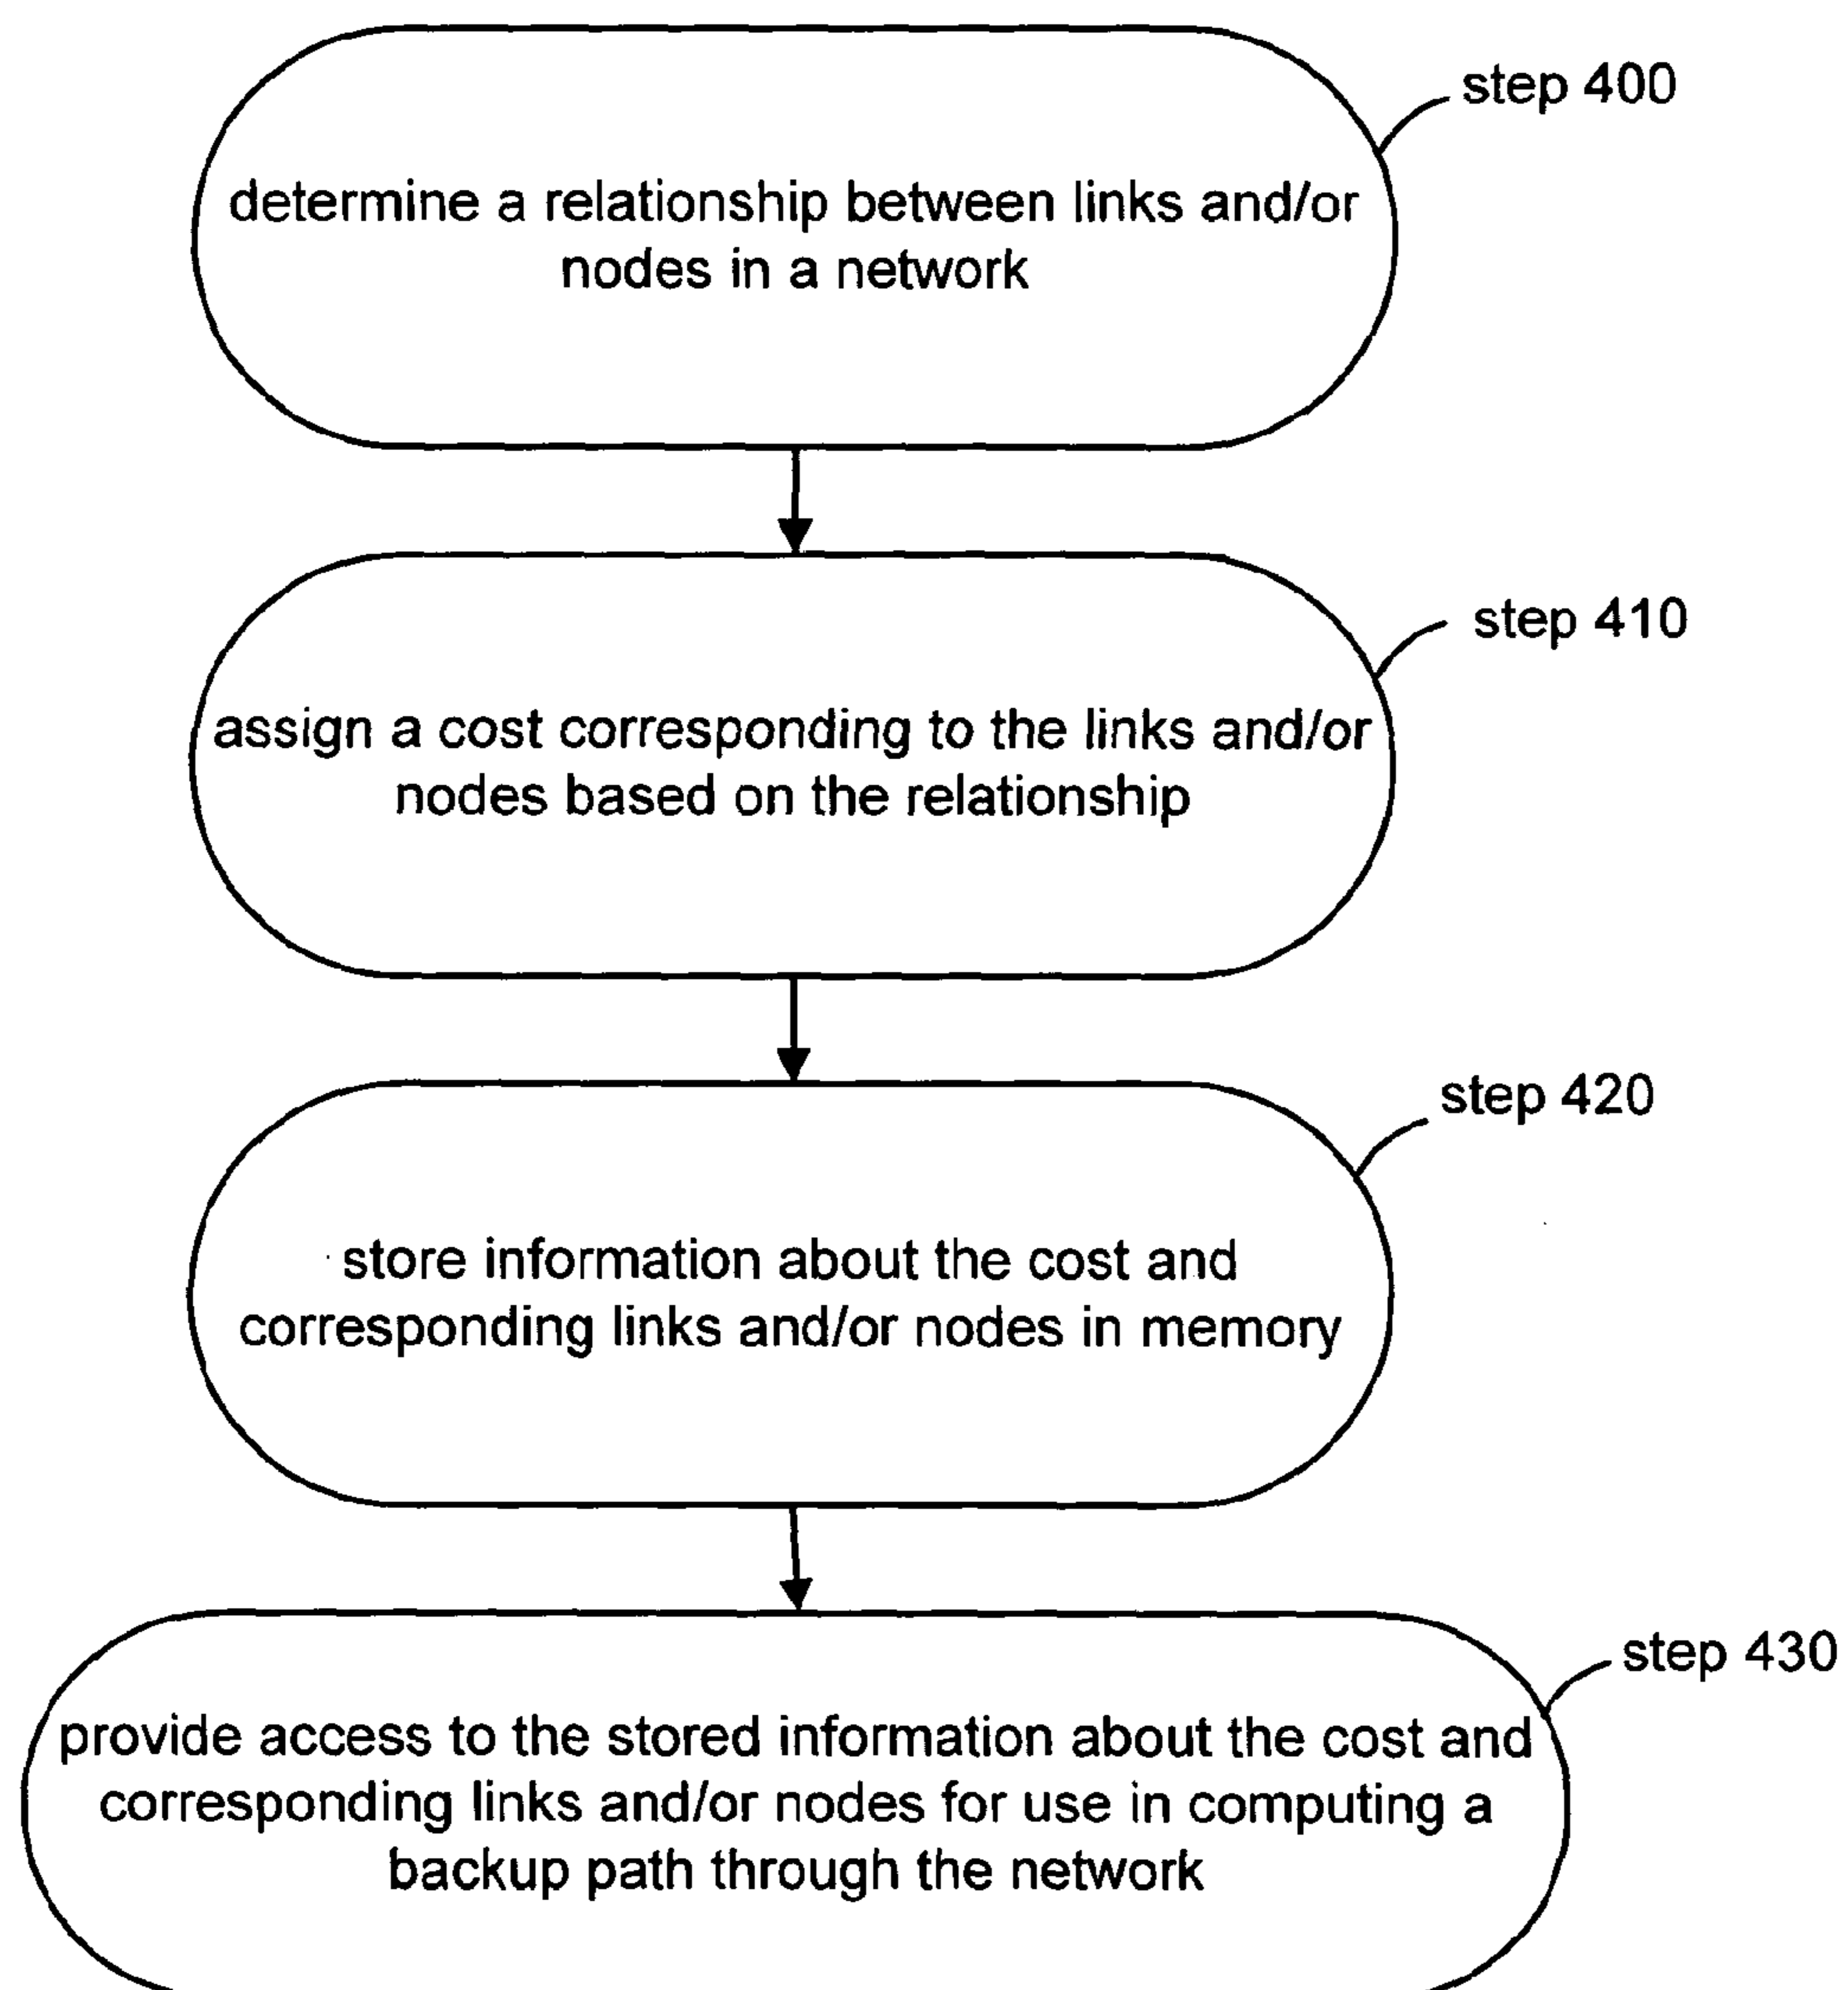 step 400
determine a relationship between links and/or
nodes in a network
step 410
assign a cost corresponding to the links and/or
nodes based on the relationship
step 420
store information about the cost and
corresponding links and/or nodes in memory
step 430
provide access to the stored information about the cost and
corresponding links and/or nodes for use in computing a
backup path through the network